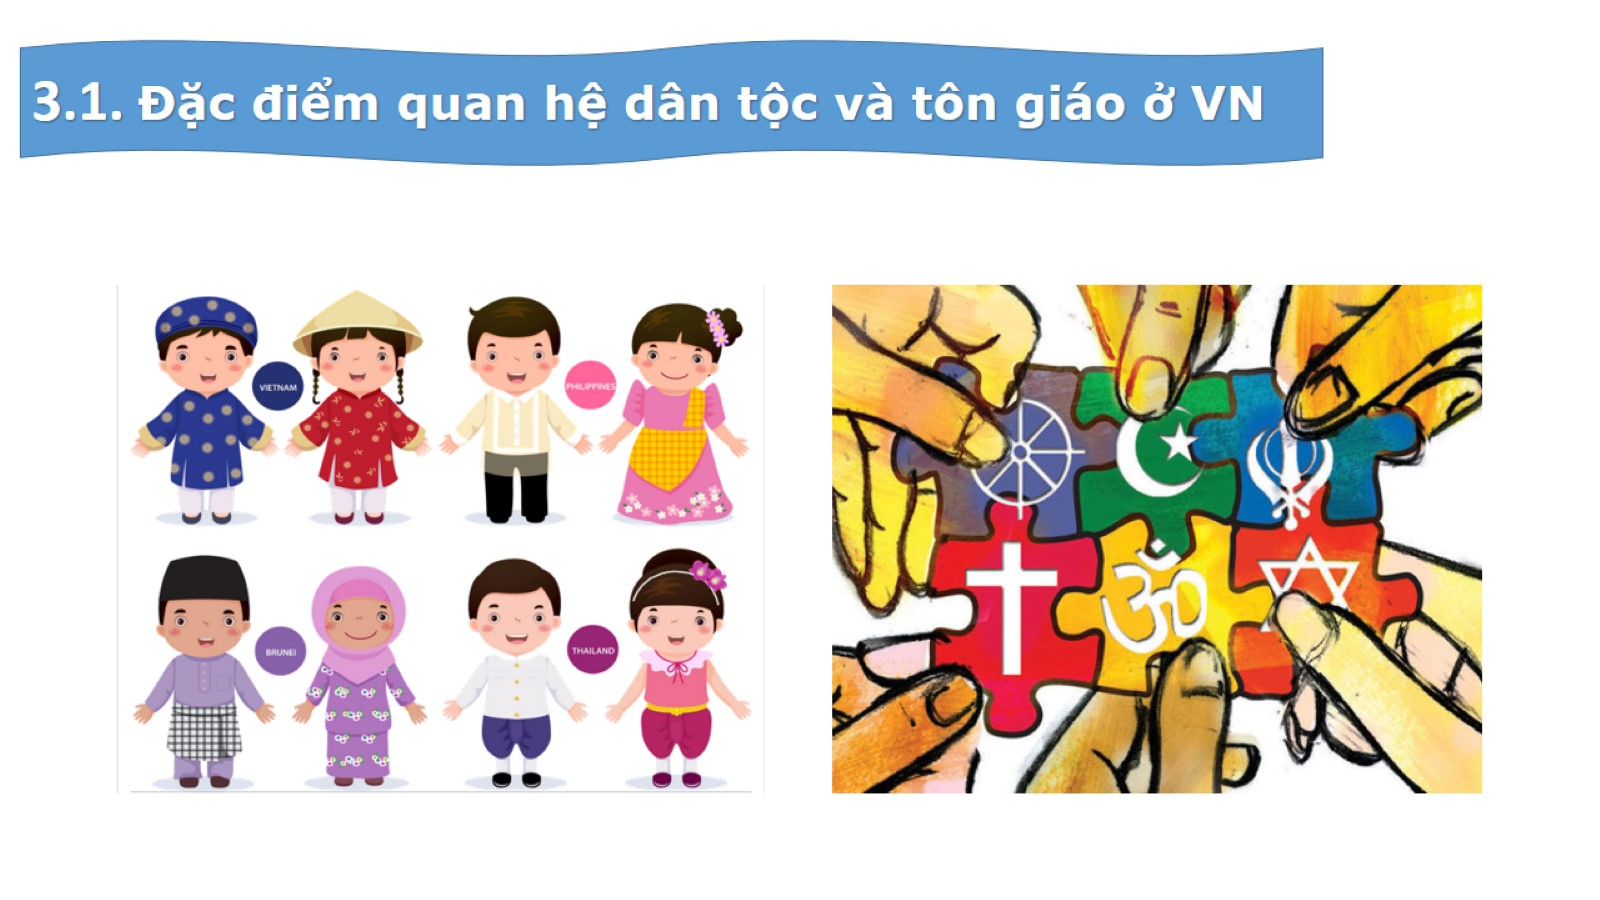 3.1. Đặc điểm quan hệ dân tộc và tôn giáo ở VN
VIETNAM
PHILIPPINES
BRUNEI
THAILAND